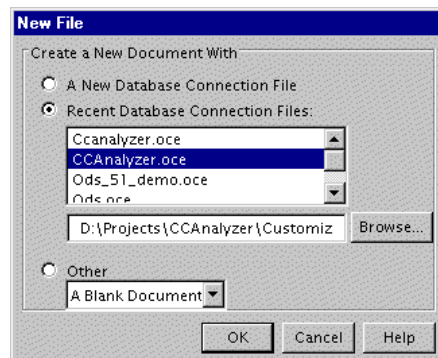 New File
Create a New Document With
A New Database Connection File
Recent Database Connection Files:
Ccanalyzer.oce
CCAnalyzer.oce
Ods_51_demo.oce
Ods.oce
D:\Projects\CCAnalyzer\Customiz
Browse...
Other
A Blank Document
OK Cancel Help